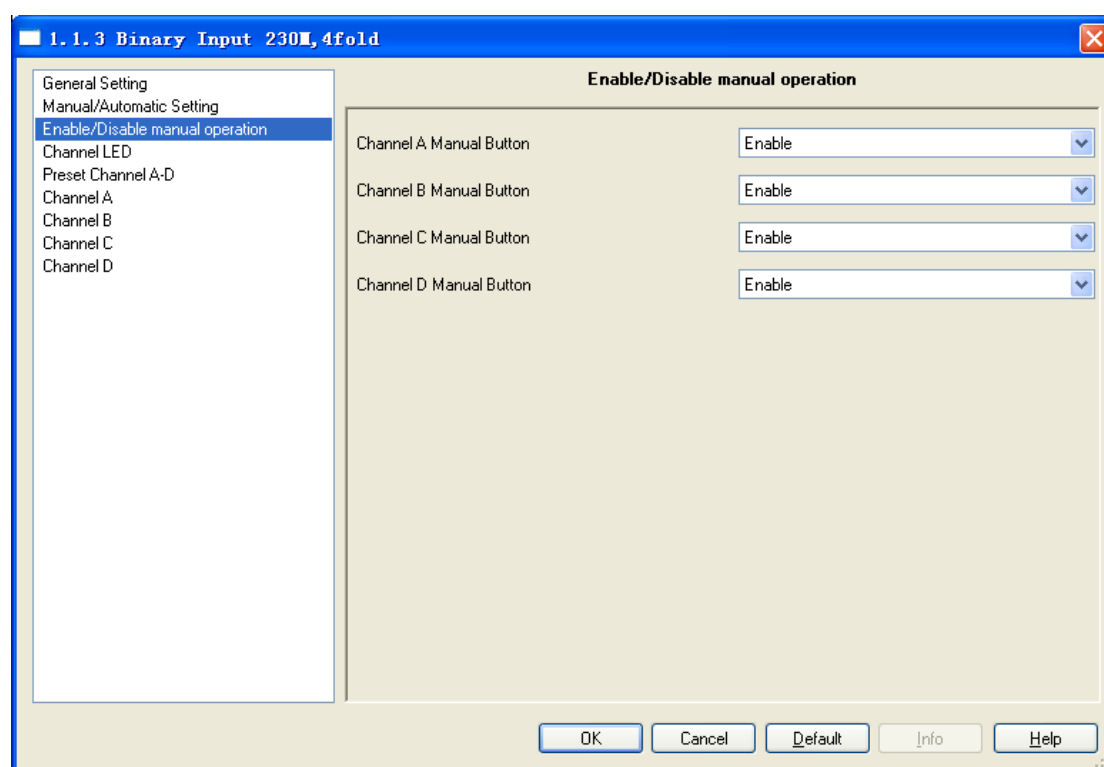 1.1.3 Binary Input 230M,4fold
General Setting
Manual/Automatic Setting
Enable/Disable manual operation
Channel LED
Preset Channel A-D
Channel A
Channel B
Channel C
Channel D
Enable/Disable manual operation
Channel A Manual Button Enable
Channel B Manual Button Enable
Channel C Manual Button Enable
Channel D Manual Button Enable
OK Cancel Default Info Help